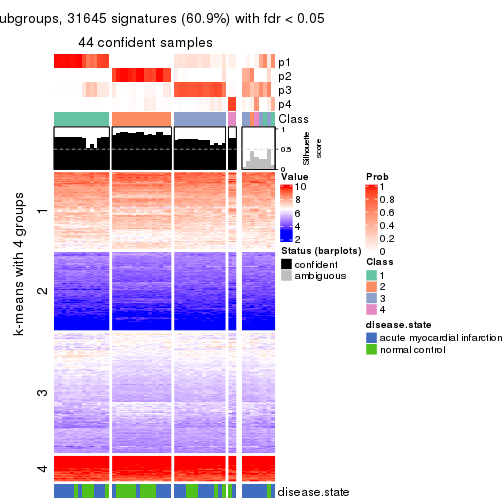 ubgroups, 31645 signatures (60.9%) with fdr < 0.05
44 confident samples
p1
p2
p3
p4
Class
1
0.5
0
Silhouette
score
k-means with 4 groups
1
2
3
4
disease.state
Value
10
8
6
4
2
Status (barplots)
confident
ambiguous
Prob
1
0.8
0.6
0.4
0.2
0
Class
1
2
3
4
disease.state
acute myocardial infarction
normal control